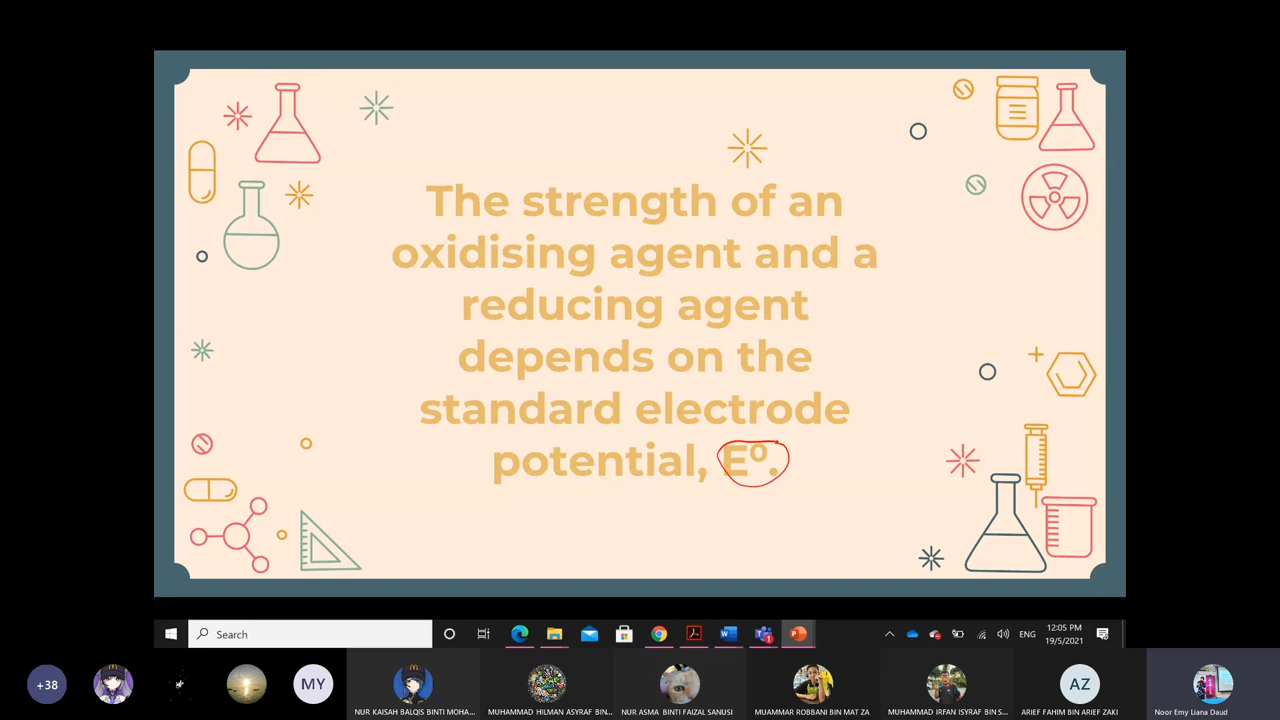 The strength of an
oxidising agent and a
reducing agent
depends on the
standard electrode
potential, E⁰.
Search
ENG
12:05 PM
19/5/2021
+38
MY
AZ
NUR KAISAH BALQIS BINTI MOHA...
MUHAMMAD HILMAN ASYRAF BIN...
NUR ASMA BINTI FAIZAL SANUSI
MUAMMAR ROBBANI BIN MAT ZA
MUHAMMAD IRFAN ISYRAF BIN S...
ARIEF FAHIM BIN ARIEF ZAKI
Noor Emy Liana Daud